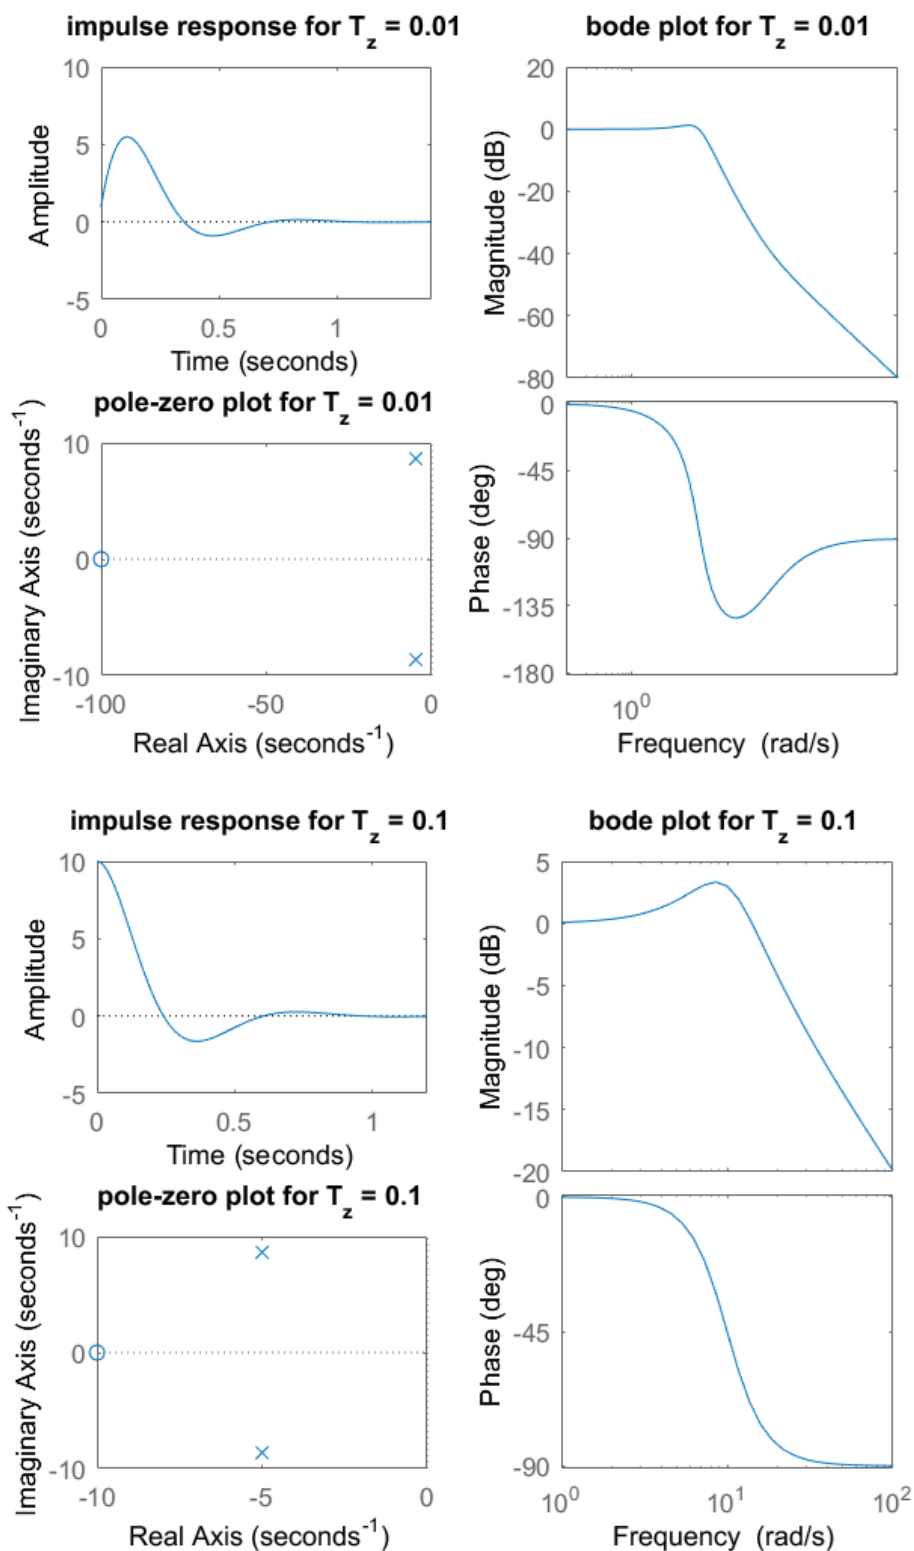 impulse response for T_z = 0.01
10
5
0
-5
Amplitude
0 0.5 1
Time (seconds)
bode plot for T_z = 0.01
20
0
-20
-40
-60
-80
Magnitude (dB)
0
-45
-90
-135
-180
Phase (deg)
10^0
Frequency (rad/s)
pole-zero plot for T_z = 0.01
10
0
-10
Imaginary Axis (seconds^-1)
-100 -50 0
Real Axis (seconds^-1)
impulse response for T_z = 0.1
10
5
0
-5
Amplitude
0 0.5 1
Time (seconds)
bode plot for T_z = 0.1
5
0
-5
-10
-15
-20
Magnitude (dB)
0
-45
-90
Phase (deg)
10^0 10^1 10^2
Frequency (rad/s)
pole-zero plot for T_z = 0.1
10
0
-10
Imaginary Axis (seconds^-1)
-10 -5 0
Real Axis (seconds^-1)